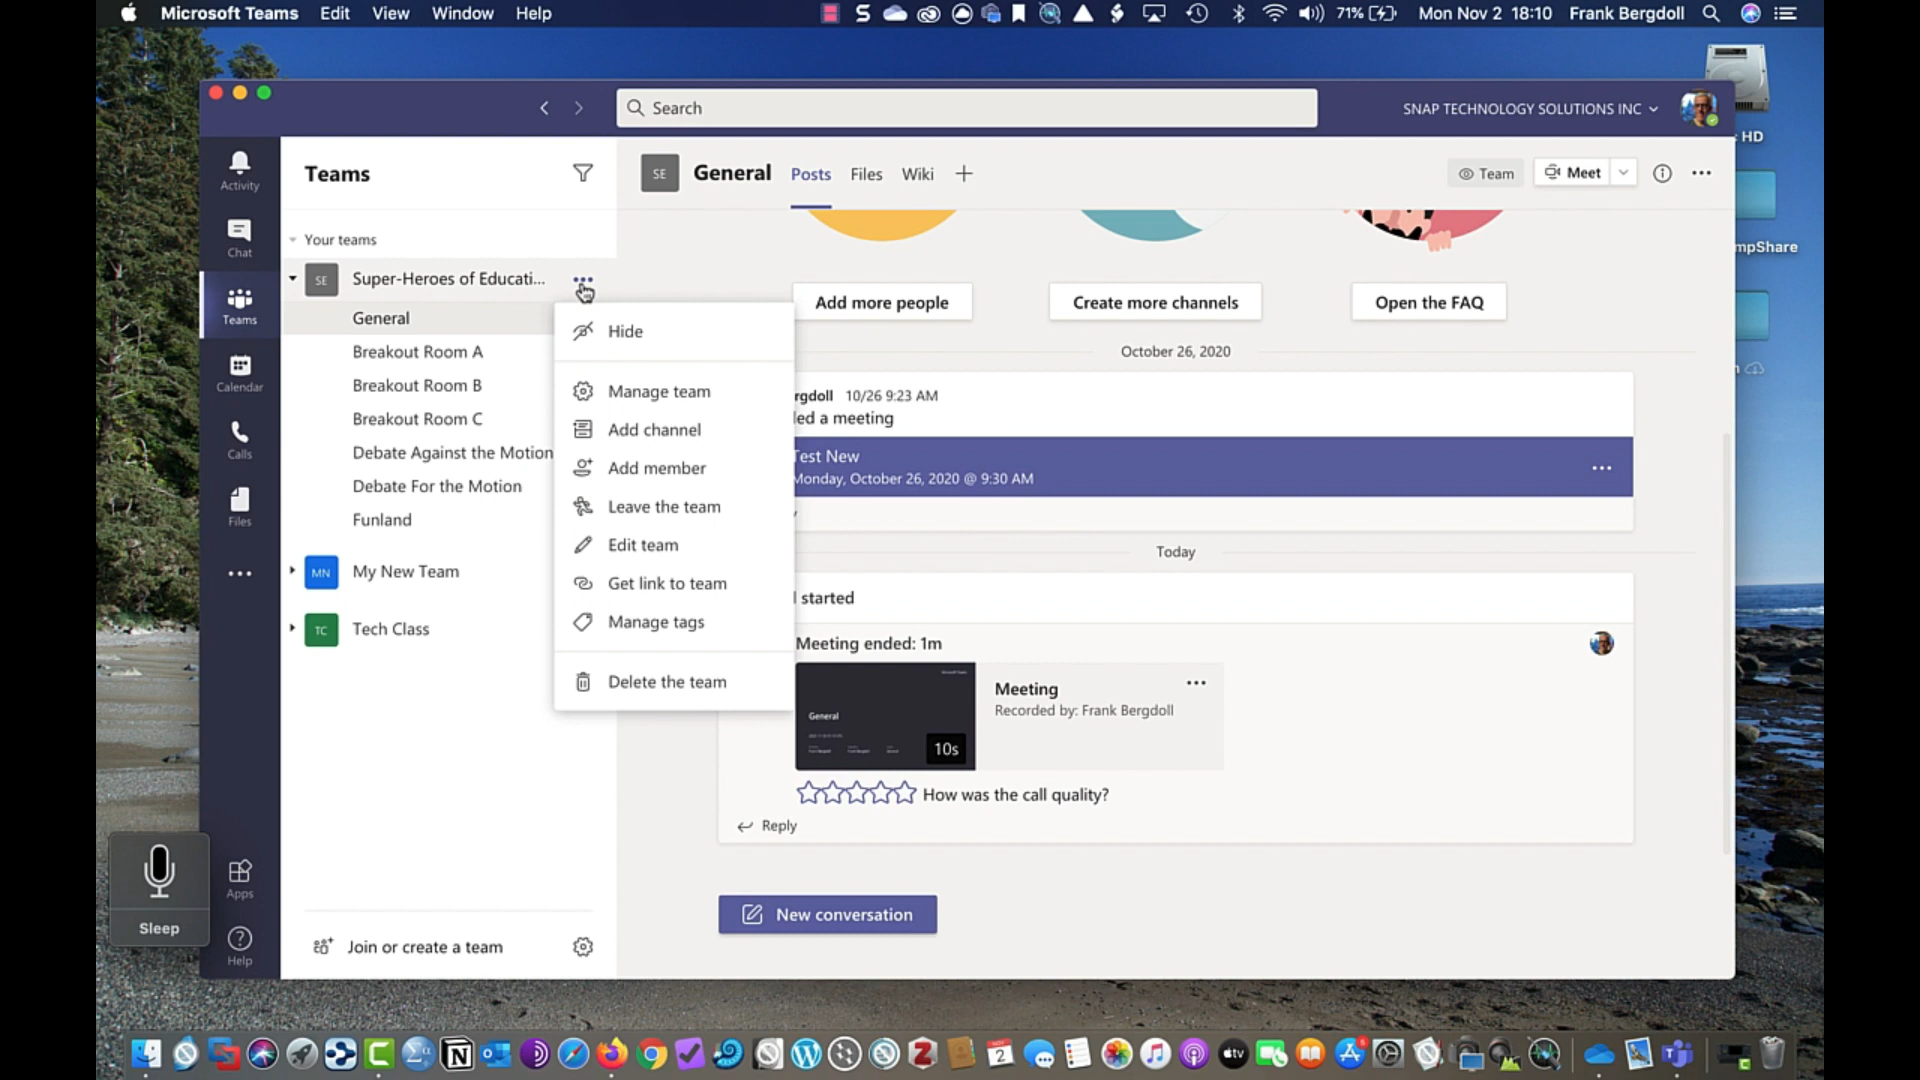 Microsoft Teams Edit View Window Help
71% Mon Nov 2 18:10 Frank Bergdoll
Search
SNAP TECHNOLOGY SOLUTIONS INC
HD
mpShare
Activity
Chat
Teams
Calendar
Calls
Files
Apps
Help
Sleep
Teams
Your teams
SE Super-Heroes of Educati...
General
Breakout Room A
Breakout Room B
Breakout Room C
Debate Against the Motion
Debate For the Motion
Funland
MN My New Team
TC Tech Class
Join or create a team
Hide
Manage team
Add channel
Add member
Leave the team
Edit team
Get link to team
Manage tags
Delete the team
SE General Posts Files Wiki
Team Meet
Add more people
Create more channels
Open the FAQ
October 26, 2020
rgdoll 10/26 9:23 AM
led a meeting
Test New
Monday, October 26, 2020 @ 9:30 AM
Today
started
Meeting ended: 1m
General
10s
Meeting
Recorded by: Frank Bergdoll
How was the call quality?
Reply
New conversation
NOV
2
tv